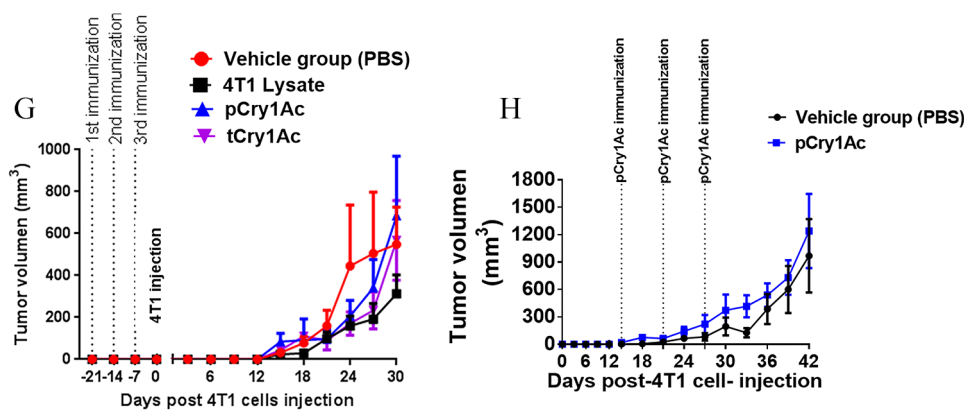 G
1st immunization
2nd immunization
3rd immunization
Vehicle group (PBS)
4T1 Lysate
pCry1Ac
tCry1Ac
Tumor volumen (mm3)
1000
800
600
400
200
0
4T1 injection
-21 -14 -7 0 6 12 18 24 30
Days post 4T1 cells injection
H
pCry1Ac immunization
pCry1Ac immunization
pCry1Ac immunization
Vehicle group (PBS)
pCry1Ac
Tumor volumen
(mm3)
1800
1500
1200
900
600
300
0
0 6 12 18 24 30 36 42
Days post-4T1 cell- injection